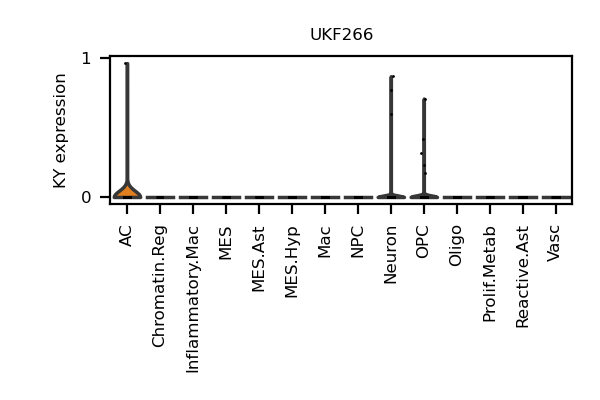 UKF266
KY expression
1
0
AC
Chromatin.Reg
Inflammatory.Mac
MES
MES.Ast
MES.Hyp
Mac
NPC
Neuron
OPC
Oligo
Prolif.Metab
Reactive.Ast
Vasc